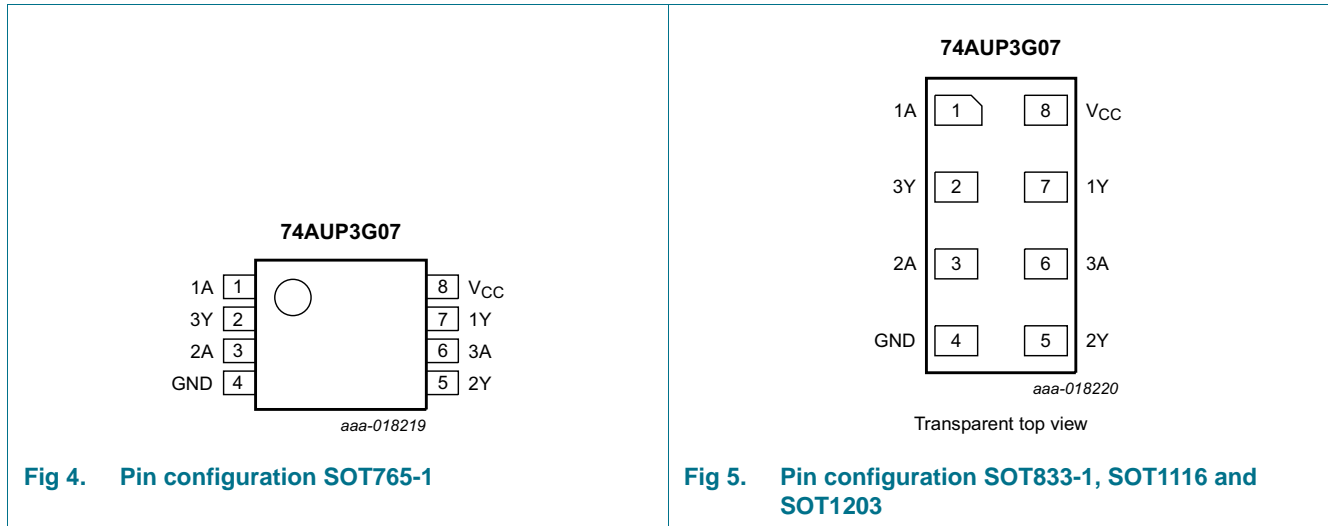 74AUP3G07
1A 1 8 VCC
3Y 2 7 1Y
2A 3 6 3A
GND 4 5 2Y
aaa-018219
Fig 4. Pin configuration SOT765-1
74AUP3G07
1A 1 8 VCC
3Y 2 7 1Y
2A 3 6 3A
GND 4 5 2Y
aaa-018220
Transparent top view
Fig 5. Pin configuration SOT833-1, SOT1116 and
SOT1203